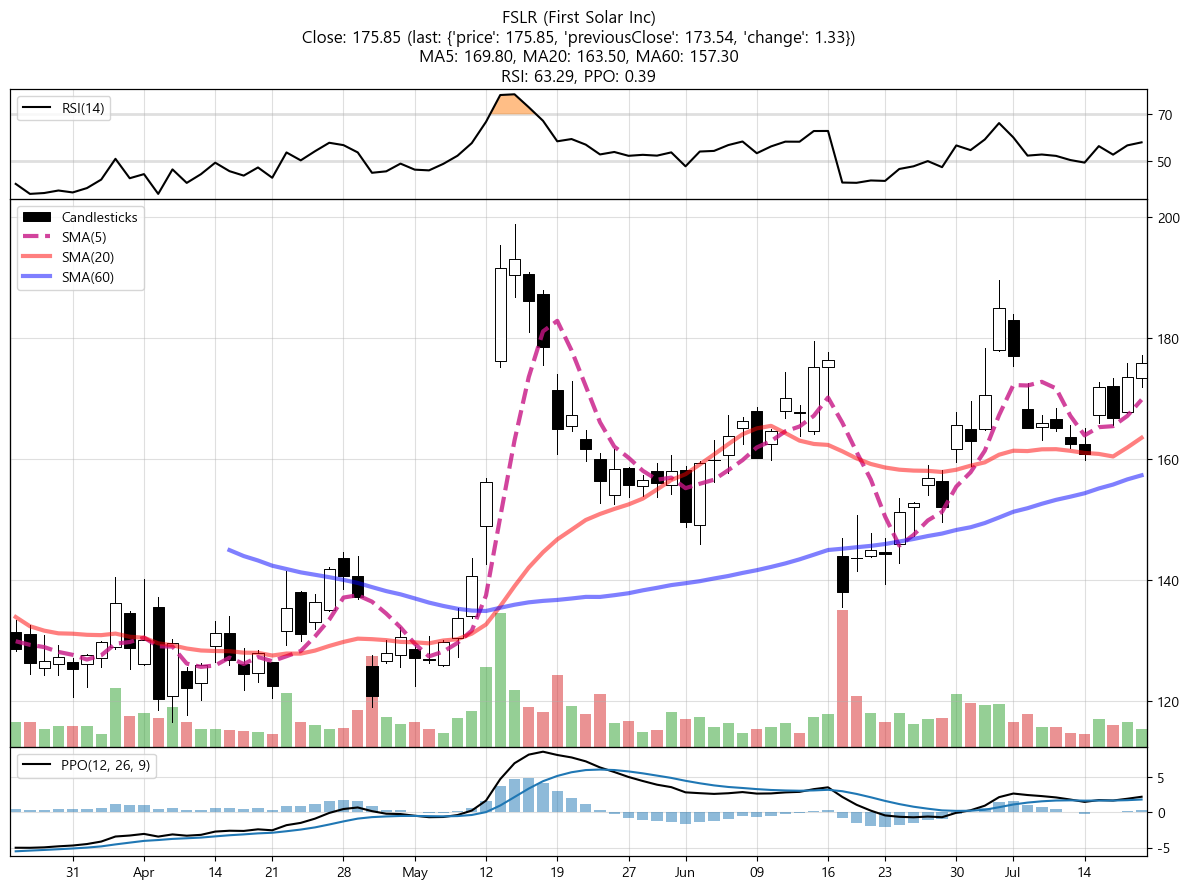 FSLR (First Solar Inc)
Close: 175.85 (last: {'price': 175.85, 'previousClose': 173.54, 'change': 1.33})
MA5: 169.80, MA20: 163.50, MA60: 157.30
RSI: 63.29, PPO: 0.39
RSI(14)
70
50
Candlesticks
SMA(5)
SMA(20)
SMA(60)
200
180
160
140
120
PPO(12, 26, 9)
5
0
-5
31 Apr 14 21 28 May 12 19 27 Jun 09 16 23 30 Jul 14